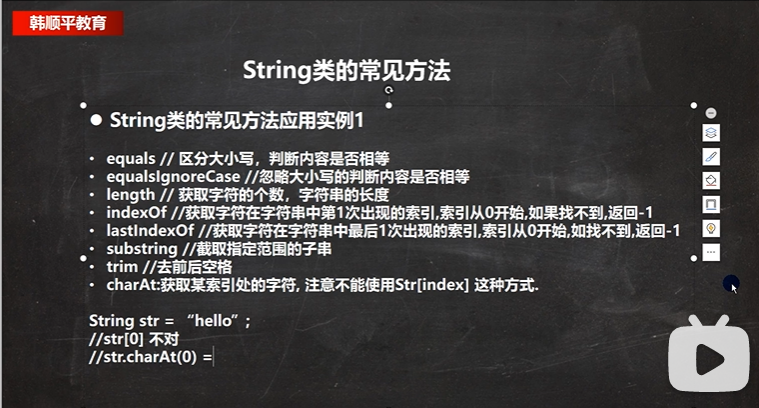 韩顺平教育
String类的常见方法
● String类的常见方法应用实例1
• equals // 区分大小写，判断内容是否相等
• equalsIgnoreCase //忽略大小写的判断内容是否相等
• length // 获取字符的个数，字符串的长度
• indexOf //获取字符在字符串中第1次出现的索引,索引从0开始,如果找不到,返回-1
• lastIndexOf //获取字符在字符串中最后1次出现的索引,索引从0开始,如找不到,返回-1
• substring //截取指定范围的子串
• trim //去前后空格
• charAt:获取某索引处的字符, 注意不能使用Str[index] 这种方式.
String str = “hello”;
//str[0] 不对
//str.charAt(0) =